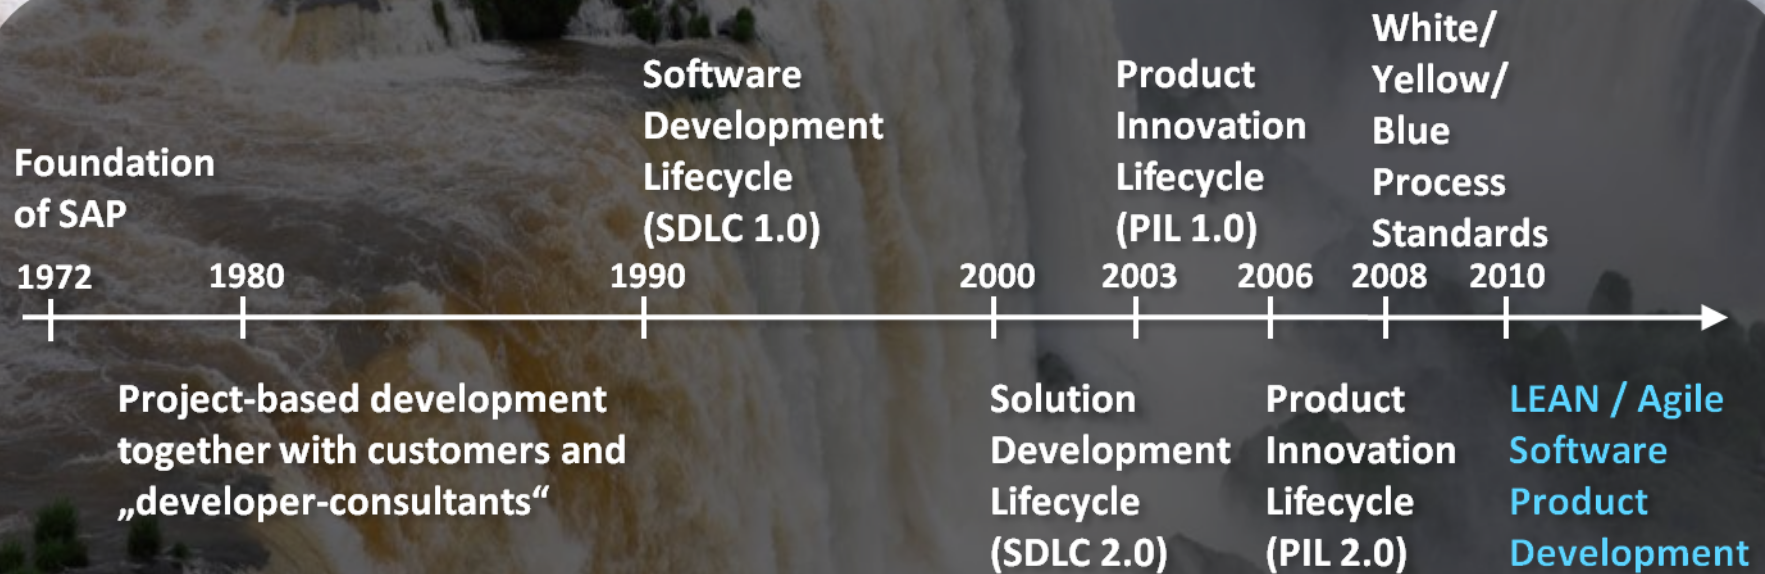 Foundation
of SAP
Software
Development
Lifecycle
(SDLC 1.0)
Product
Innovation
Lifecycle
(PIL 1.0)
White/
Yellow/
Blue
Process
Standards
1972 1980 1990 2000 2003 2006 2008 2010
Project-based development
together with customers and
„developer-consultants“
Solution
Development
Lifecycle
(SDLC 2.0)
Product
Innovation
Lifecycle
(PIL 2.0)
LEAN / Agile
Software
Product
Development